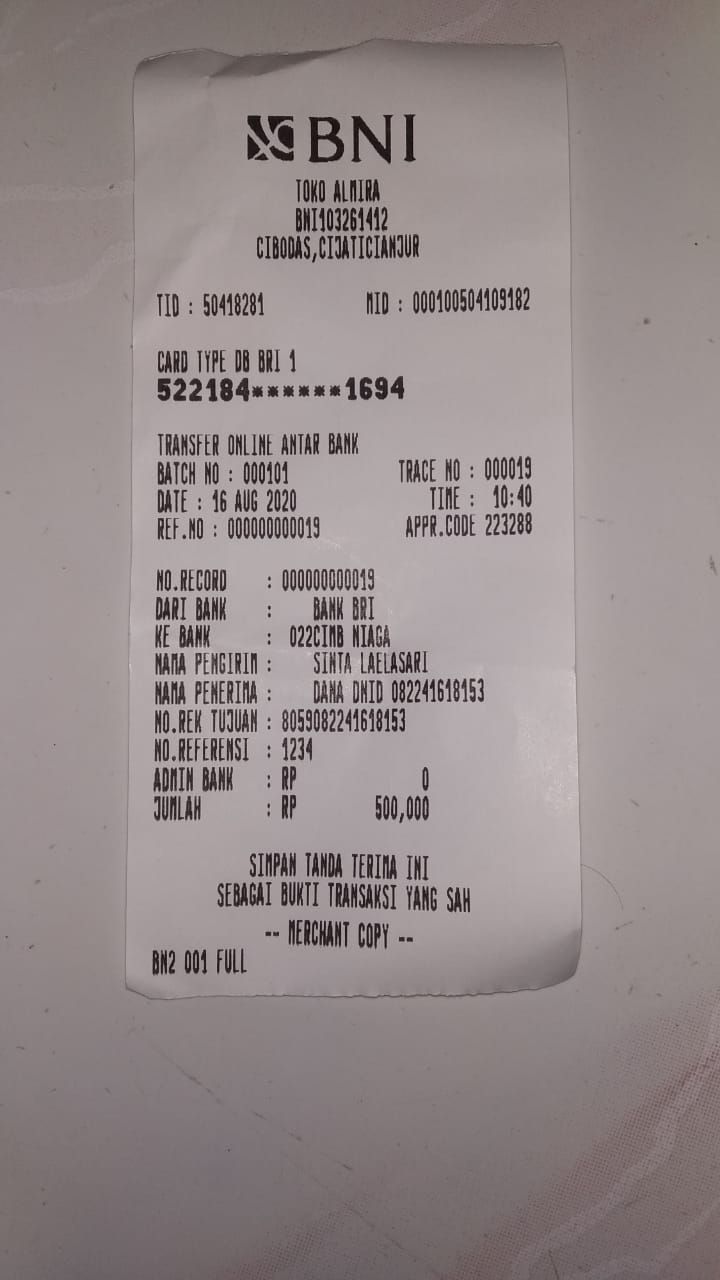 BNI
TOKO ALMIRA
BNI103261412
CIBODAS,CIJATICIANJUR
TID : 50418281 MID : 000100504109182
CARD TYPE DB BRI 1
522184******1694
TRANSFER ONLINE ANTAR BANK
BATCH NO : 000101 TRACE NO : 000019
DATE : 16 AUG 2020 TIME : 10:40
REF.NO : 000000000019 APPR.CODE 223288
NO.RECORD : 000000000019
DARI BANK : BANK BRI
KE BANK : 022CIMB NIAGA
NAMA PENGIRIM : SINTA LAELASARI
NAMA PENERIMA : DANA DNID 082241618153
NO.REK TUJUAN : 8059082241618153
NO.REFERENSI : 1234
ADMIN BANK : RP 0
JUMLAH : RP 500,000
SIMPAN TANDA TERIMA INI
SEBAGAI BUKTI TRANSAKSI YANG SAH
-- MERCHANT COPY --
BN2 001 FULL